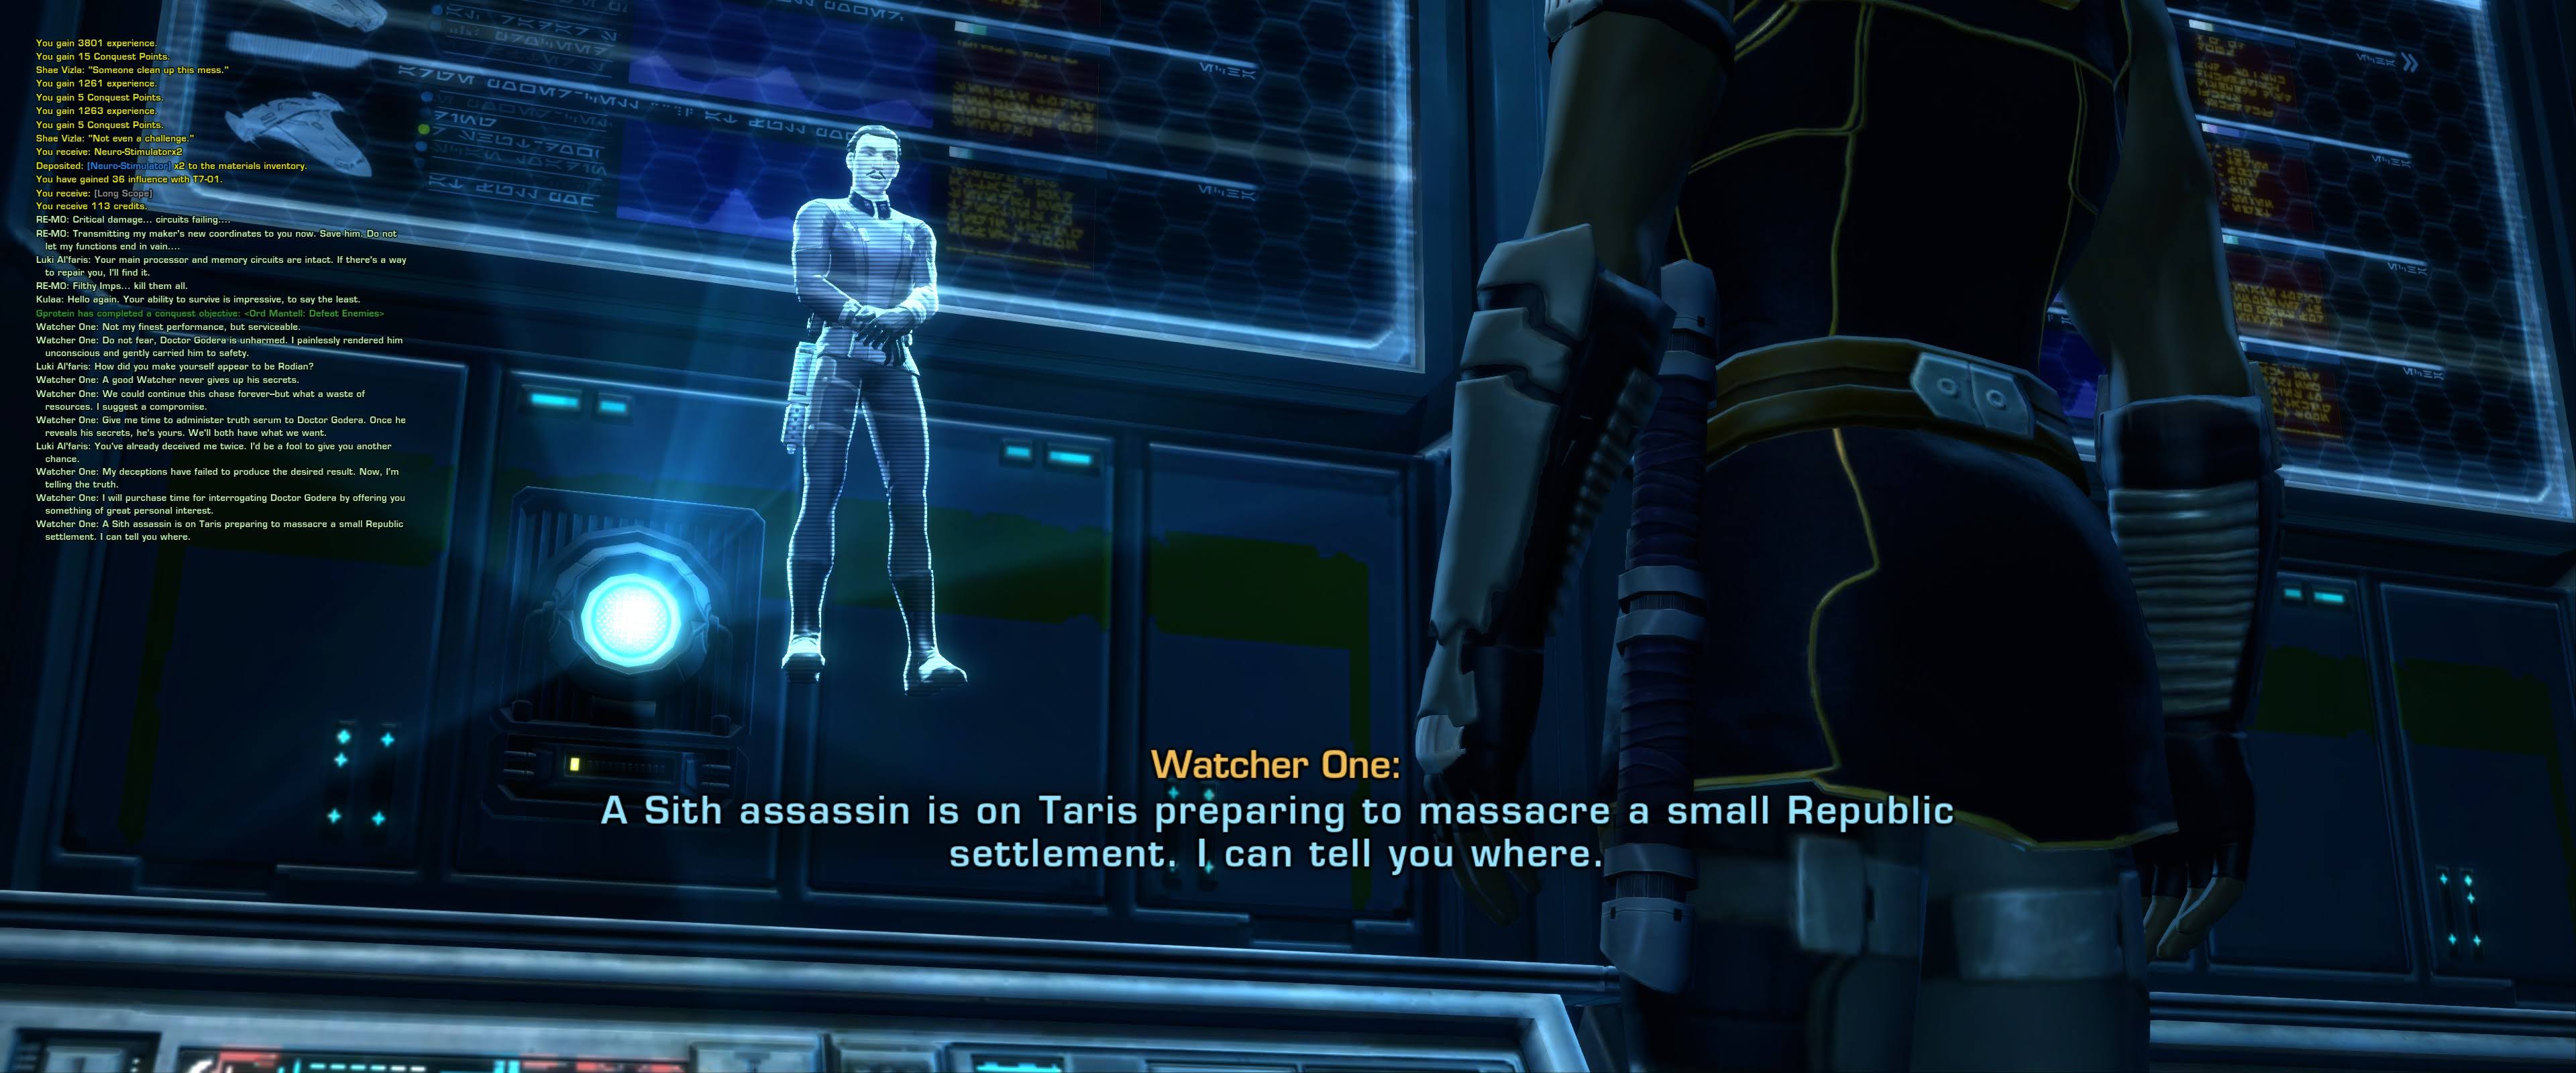 You gain 3801 experience.
You gain 15 Conquest Points.
Shae Vizla: "Someone clean up this mess."
You gain 1261 experience.
You gain 5 Conquest Points.
You gain 1263 experience.
You gain 5 Conquest Points.
Shae Vizla: "Not even a challenge."
You receive: Neuro-Stimulatorx2
Deposited: [Neuro-Stimulator] x2 to the materials inventory.
You have gained 36 influence with T7-01.
You receive: [Long Scope]
You receive 113 credits.
RE-M0: Critical damage... circuits failing....
RE-M0: Transmitting my maker's new coordinates to you now. Save him. Do not
let my functions end in vain....
Luki Al'faris: Your main processor and memory circuits are intact. If there's a way
to repair you, I'll find it.
RE-M0: Filthy Imps... kill them all.
Kulaa: Hello again. Your ability to survive is impressive, to say the least.
Gprotein has completed a conquest objective: <Ord Mantell: Defeat Enemies>
Watcher One: Not my finest performance, but serviceable.
Watcher One: Do not fear, Doctor Godera is unharmed. I painlessly rendered him
unconscious and gently carried him to safety.
Luki Al'faris: How did you make yourself appear to be Rodian?
Watcher One: A good Watcher never gives up his secrets.
Watcher One: We could continue this chase forever–but what a waste of
resources. I suggest a compromise.
Watcher One: Give me time to administer truth serum to Doctor Godera. Once he
reveals his secrets, he's yours. We'll both have what we want.
Luki Al'faris: You've already deceived me twice. I'd be a fool to give you another
chance.
Watcher One: My deceptions have failed to produce the desired result. Now, I'm
telling the truth.
Watcher One: I will purchase time for interrogating Doctor Godera by offering you
something of great personal interest.
Watcher One: A Sith assassin is on Taris preparing to massacre a small Republic
settlement. I can tell you where.
Watcher One:
A Sith assassin is on Taris preparing to massacre a small Republic
settlement. I can tell you where.